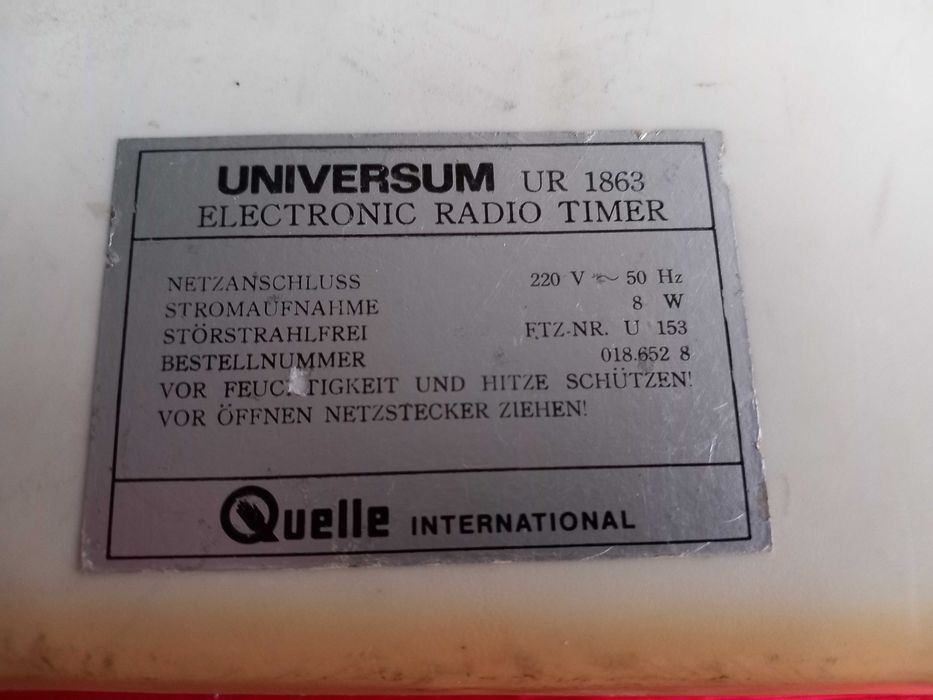 UNIVERSUM UR 1863
ELECTRONIC RADIO TIMER
NETZANSCHLUSS 220 V ~ 50 Hz
STROMAUFNAHME 8 W
STÖRSTRAHLFREI FTZ-NR. U 153
BESTELLNUMMER 018.652 8
VOR FEUCHTIGKEIT UND HITZE SCHÜTZEN!
VOR ÖFFNEN NETZSTECKER ZIEHEN!
Quelle INTERNATIONAL